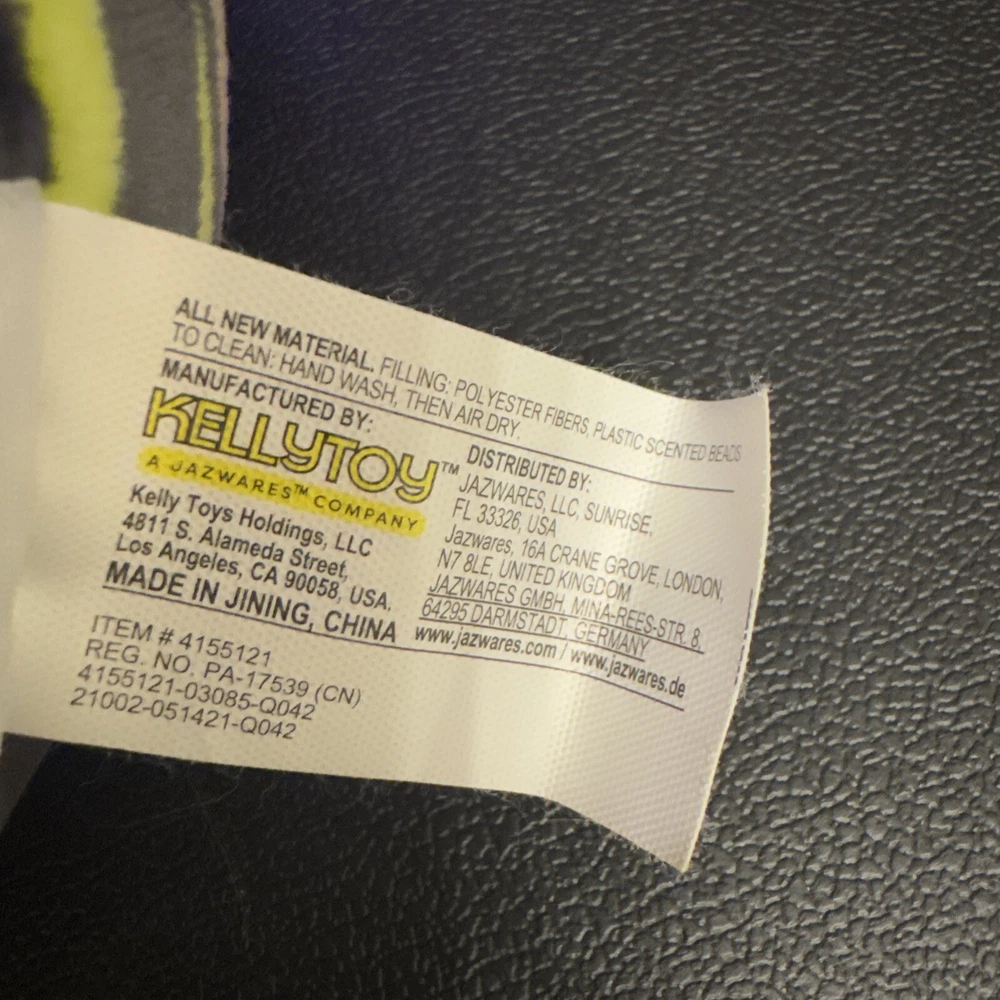 ALL NEW MATERIAL. FILLING: POLYESTER FIBERS, PLASTIC SCENTED BEADS
TO CLEAN: HAND WASH, THEN AIR DRY.
MANUFACTURED BY:
KELLYTOY™
A JAZWARES™ COMPANY
Kelly Toys Holdings, LLC
4811 S. Alameda Street,
Los Angeles, CA 90058, USA.
MADE IN JINING, CHINA
DISTRIBUTED BY:
JAZWARES, LLC, SUNRISE,
FL 33326, USA
Jazwares, 16A CRANE GROVE, LONDON,
N7 8LE, UNITED KINGDOM
JAZWARES GMBH, MINA-REES-STR. 8,
64295 DARMSTADT, GERMANY
www.jazwares.com / www.jazwares.de
ITEM # 4155121
REG. NO. PA-17539 (CN)
4155121-03085-Q042
21002-051421-Q042